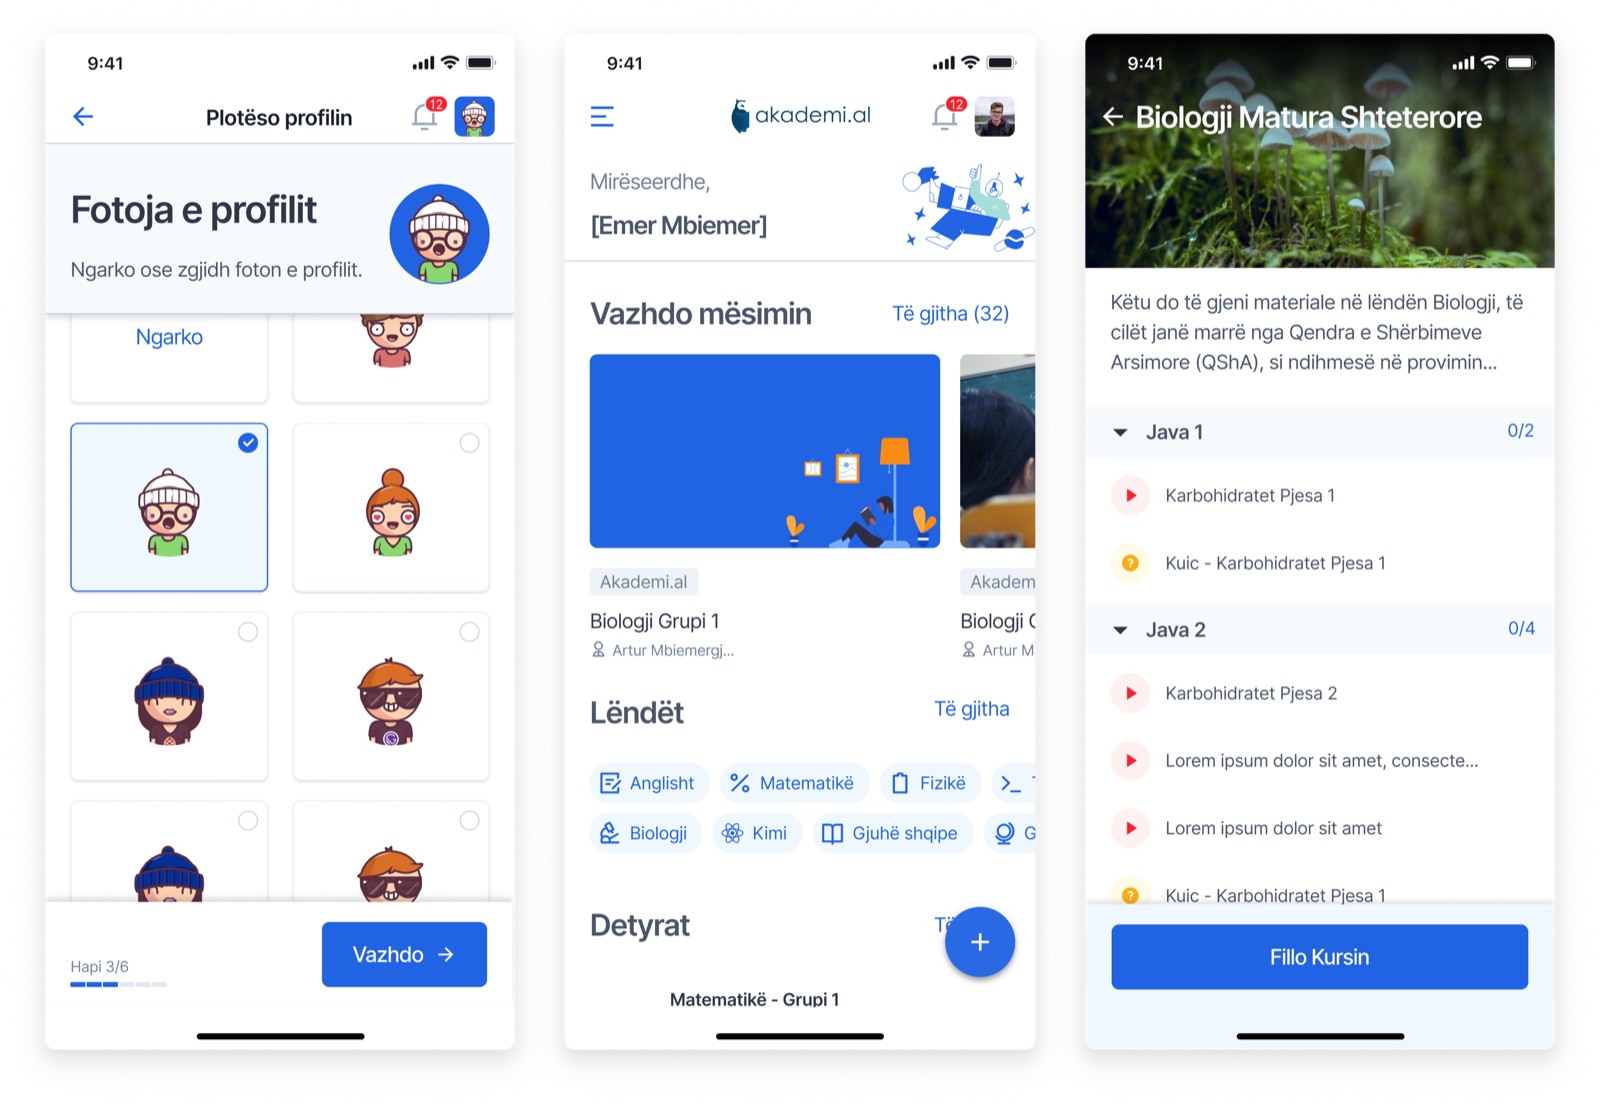 9:41
Plotëso profilin
12
Fotoja e profilit
Ngarko ose zgjidh foton e profilit.
Ngarko
Hapi 3/6
Vazhdo
9:41
akademi.al
12
Mirëseerdhe,
[Emer Mbiemer]
Vazhdo mësimin
Të gjitha (32)
Akademi.al
Akadem
Biologji Grupi 1
Biologji
Artur Mbiemergj...
Artur M
Lëndët
Të gjitha
Anglisht
Matematikë
Fizikë
Biologji
Kimi
Gjuhë shqipe
G
Detyrat
Të
Matematikë - Grupi 1
9:41
Biologji Matura Shteterore
Këtu do të gjeni materiale në lëndën Biologji, të
cilët janë marrë nga Qendra e Shërbimeve
Arsimore (QShA), si ndihmesë në provimin...
Java 1
0/2
Karbohidratet Pjesa 1
Kuic - Karbohidratet Pjesa 1
Java 2
0/4
Karbohidratet Pjesa 2
Lorem ipsum dolor sit amet, consecte...
Lorem ipsum dolor sit amet
Kuic - Karbohidratet Pjesa 1
Fillo Kursin